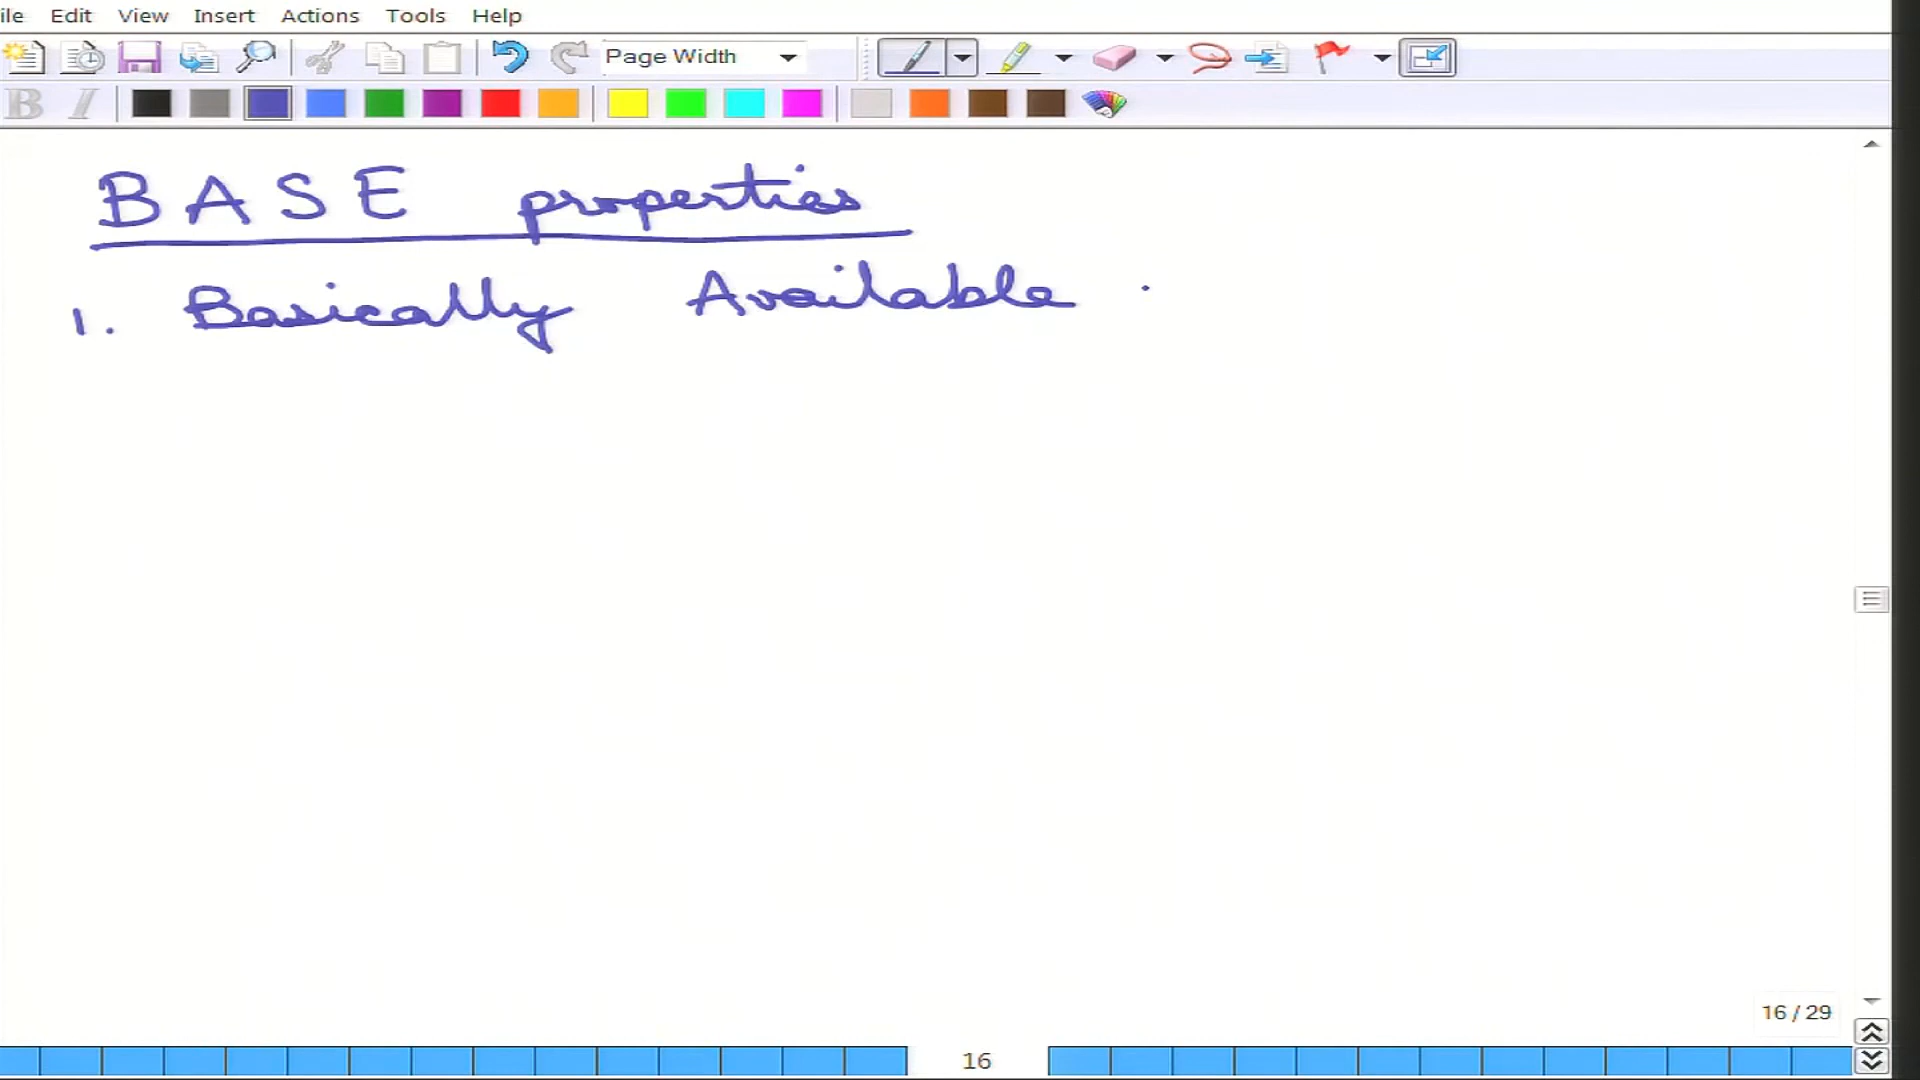 ile Edit View Insert Actions Tools Help
Page Width
B I
BASE properties
1. Basically Available .
16 / 29
16